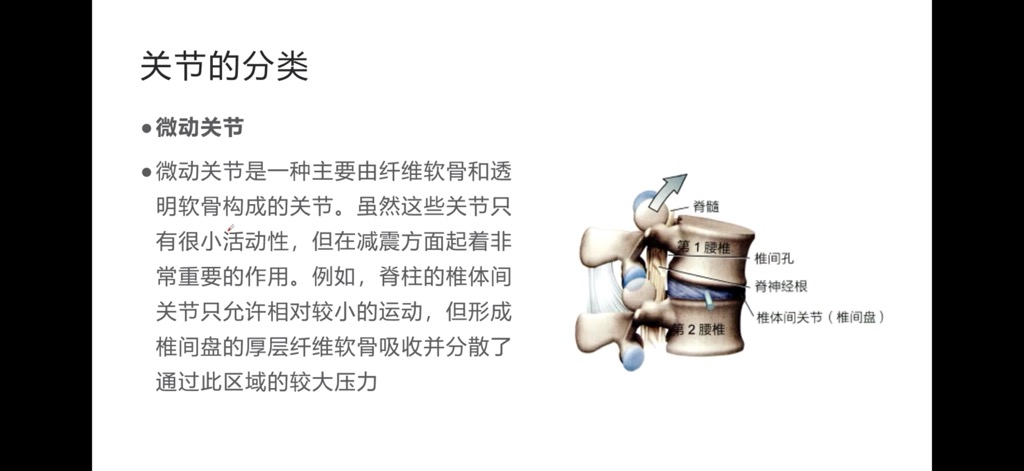 关节的分类
●微动关节
●微动关节是一种主要由纤维软骨和透
明软骨构成的关节。虽然这些关节只
有很小活动性，但在减震方面起着非
常重要的作用。例如，脊柱的椎体间
关节只允许相对较小的运动，但形成
椎间盘的厚层纤维软骨吸收并分散了
通过此区域的较大压力
脊髓
第1腰椎
椎间孔
脊神经根
椎体间关节（椎间盘）
第2腰椎